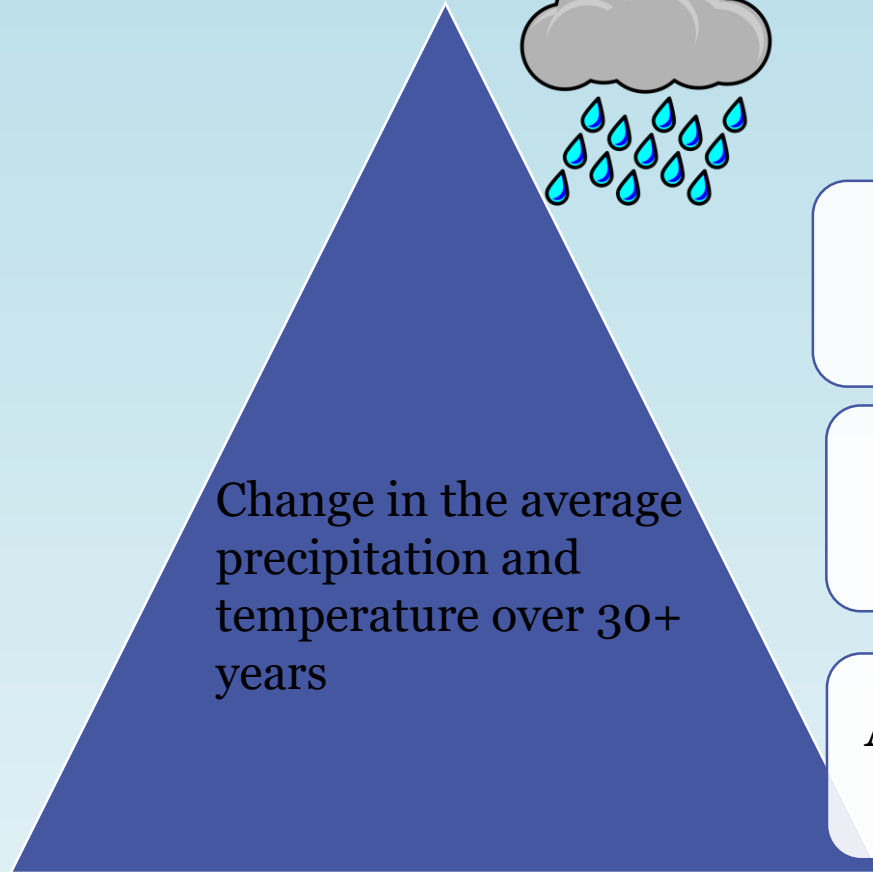 Change in the average
precipitation and
temperature over 30+
years